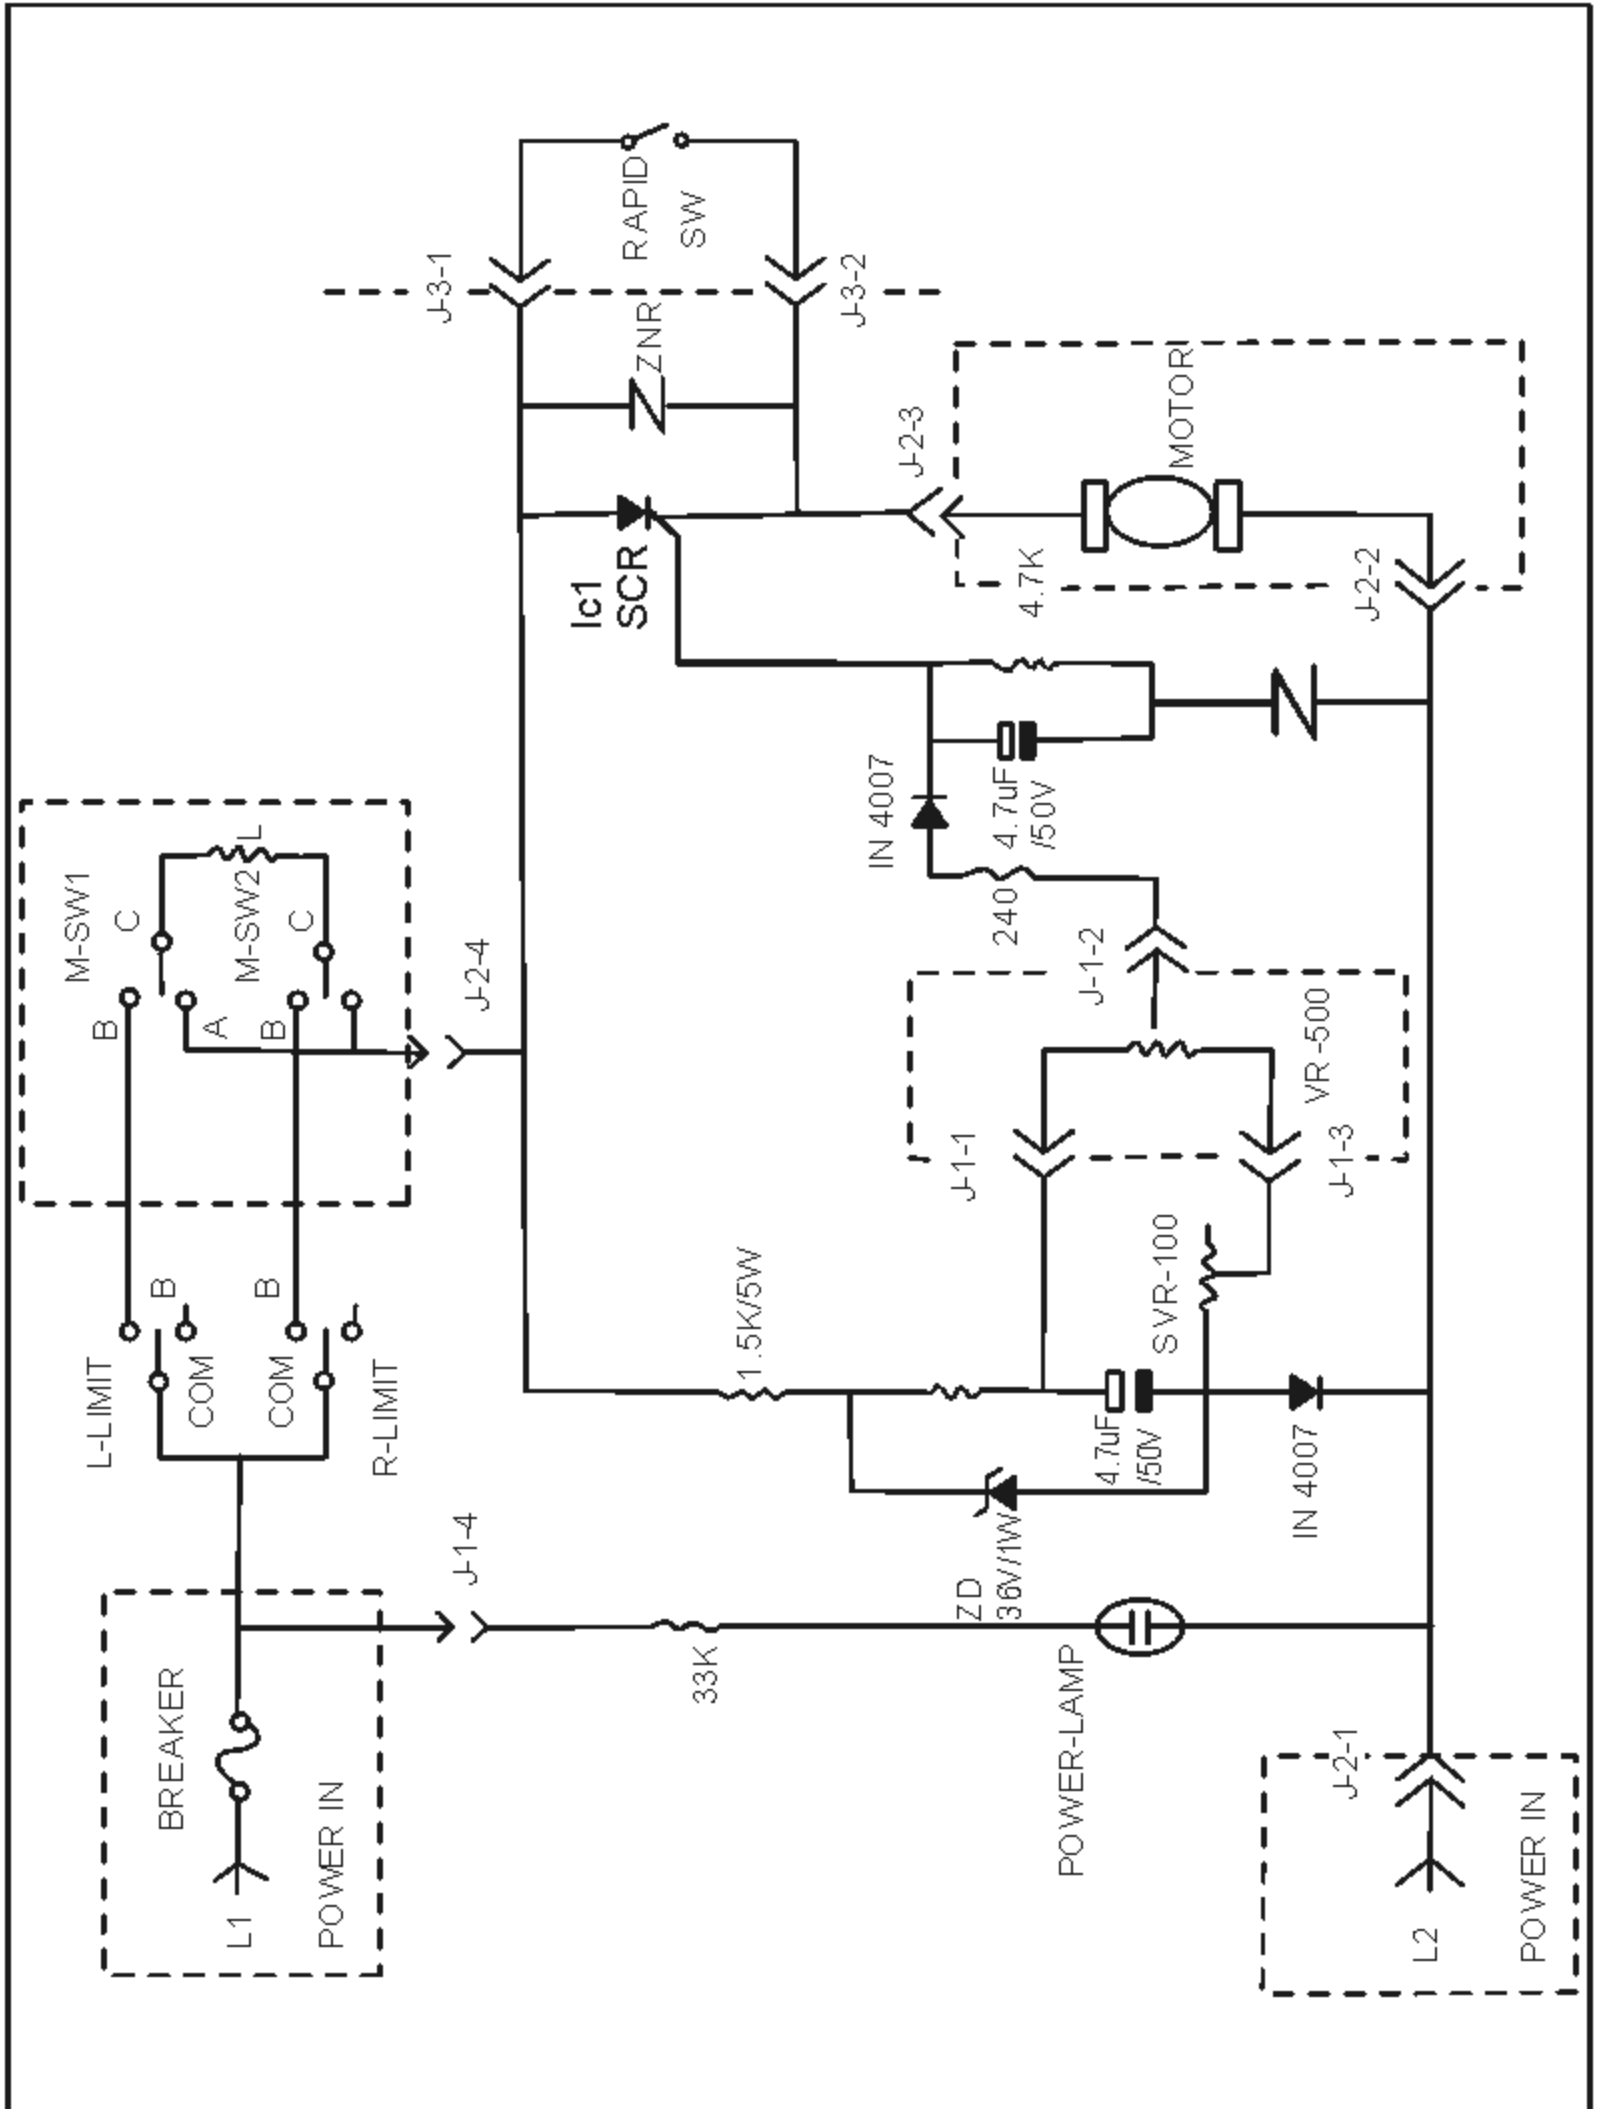 L1
POWER IN
BREAKER
J-1-4
33K
POWER-LAMP
L2
POWER IN
J-2-1
L-LIMIT
COM
B
COM
B
R-LIMIT
ZD
36V/1W
1.5K/5W
4.7uF
/50V
IN 4007
SVR-100
J-1-1
J-1-3
VR-500
J-1-2
M-SW1
B
C
A
M-SW2
B
C
L
J-2-4
240
IN 4007
4.7uF
/50V
4.7K
Ic1
SCR
J-2-3
J-2-2
MOTOR
ZNR
J-3-1
J-3-2
RAPID
SW